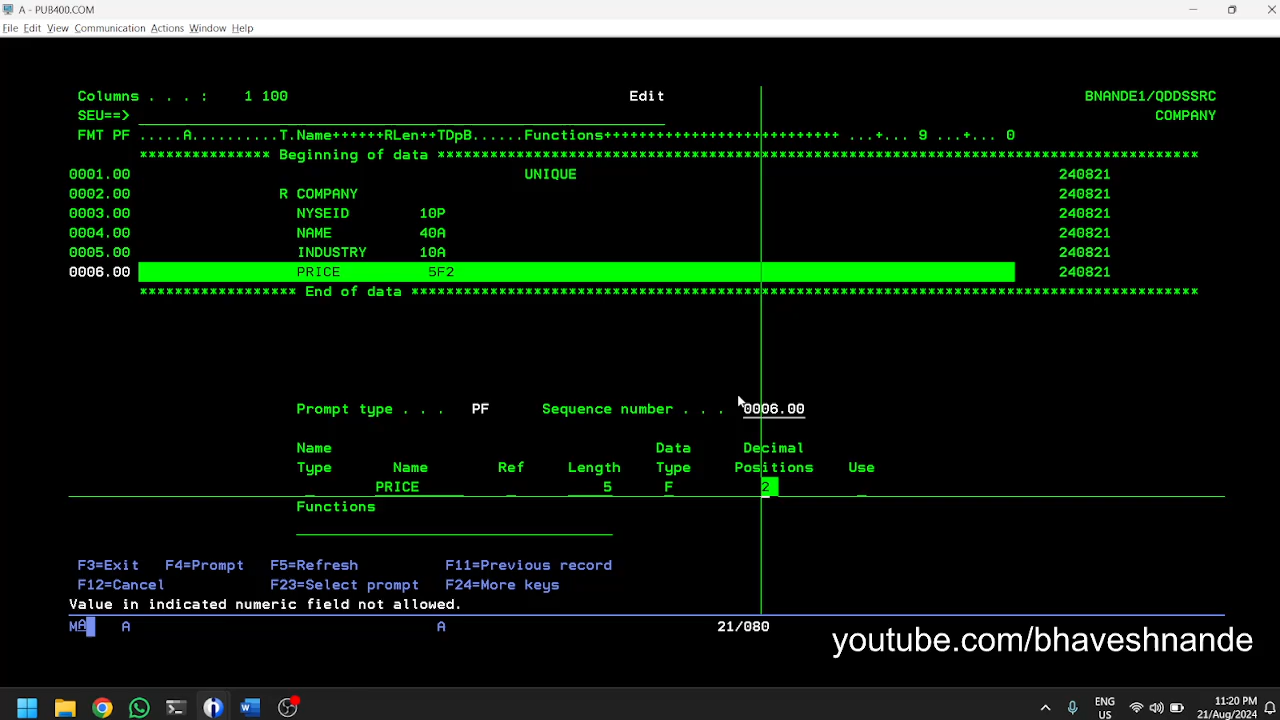 A - PUB400.COM
File Edit View Communication Actions Window Help
Columns . . . :    1 100                                      Edit                                                BNANDE1/QDDSSRC
SEU==>                                                                                                            COMPANY
FMT PF .....A..........T.Name++++++RLen++TDpB......Functions+++++++++++++++++++++++++++ ...+... 9 ...+... 0
*************** Beginning of data ***************************************************************************************
0001.00 UNIQUE 240821
0002.00 R COMPANY 240821
0003.00 NYSEID 10P 240821
0004.00 NAME 40A 240821
0005.00 INDUSTRY 10A 240821
0006.00 PRICE 5F2 240821
****************** End of data ******************************************************************************************
Prompt type . . . PF Sequence number . . . 0006.00
Name Data Decimal
Type Name Ref Length Type Positions Use
PRICE 5 F 2
Functions
F3=Exit F4=Prompt F5=Refresh F11=Previous record
F12=Cancel F23=Select prompt F24=More keys
Value in indicated numeric field not allowed.
MA A A 21/080
youtube.com/bhaveshnande
ENG
US
11:20 PM
21/Aug/2024